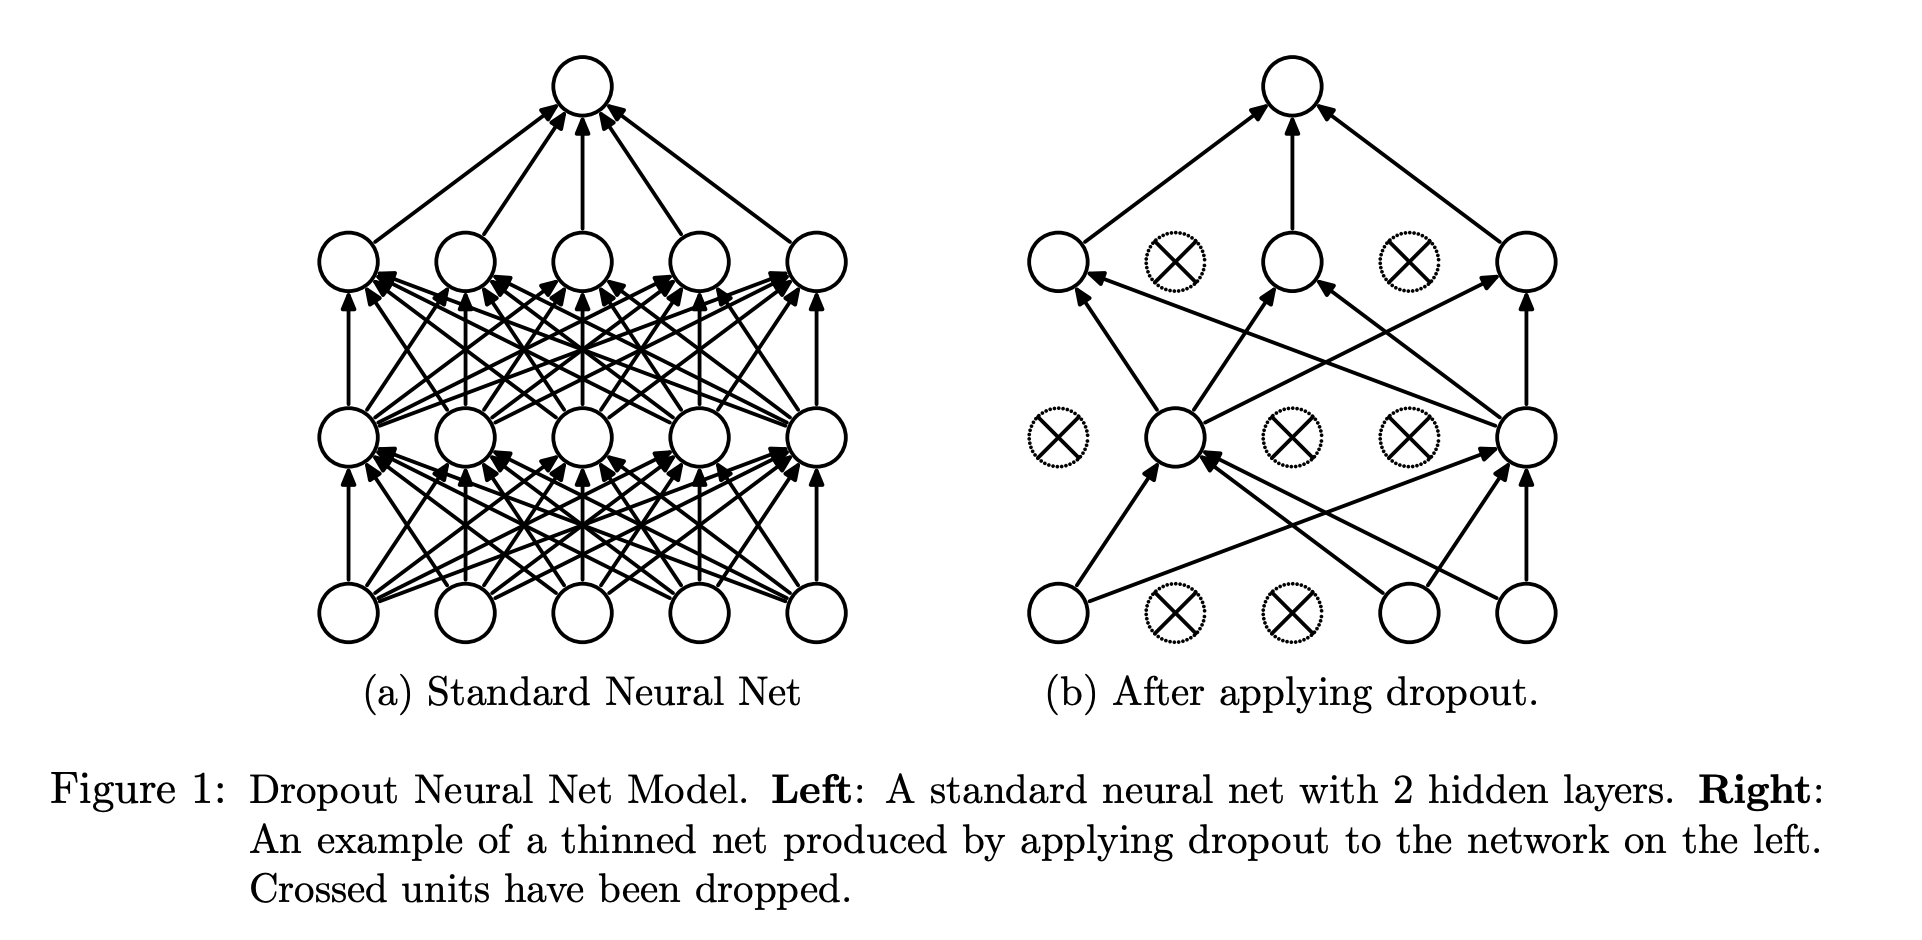 (a) Standard Neural Net
(b) After applying dropout.
Figure 1: Dropout Neural Net Model. Left: A standard neural net with 2 hidden layers. Right:
An example of a thinned net produced by applying dropout to the network on the left.
Crossed units have been dropped.